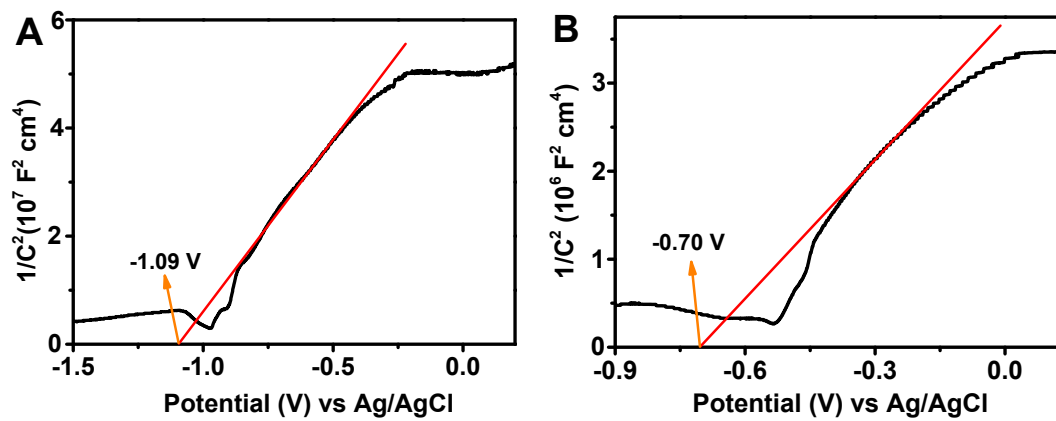 A
6
4
2
0
1/C²(10⁷ F² cm⁴)
-1.09 V
-1.5 -1.0 -0.5 0.0
Potential (V) vs Ag/AgCl
B
3
2
1
0
1/C² (10⁶ F² cm⁴)
-0.70 V
-0.9 -0.6 -0.3 0.0
Potential (V) vs Ag/AgCl